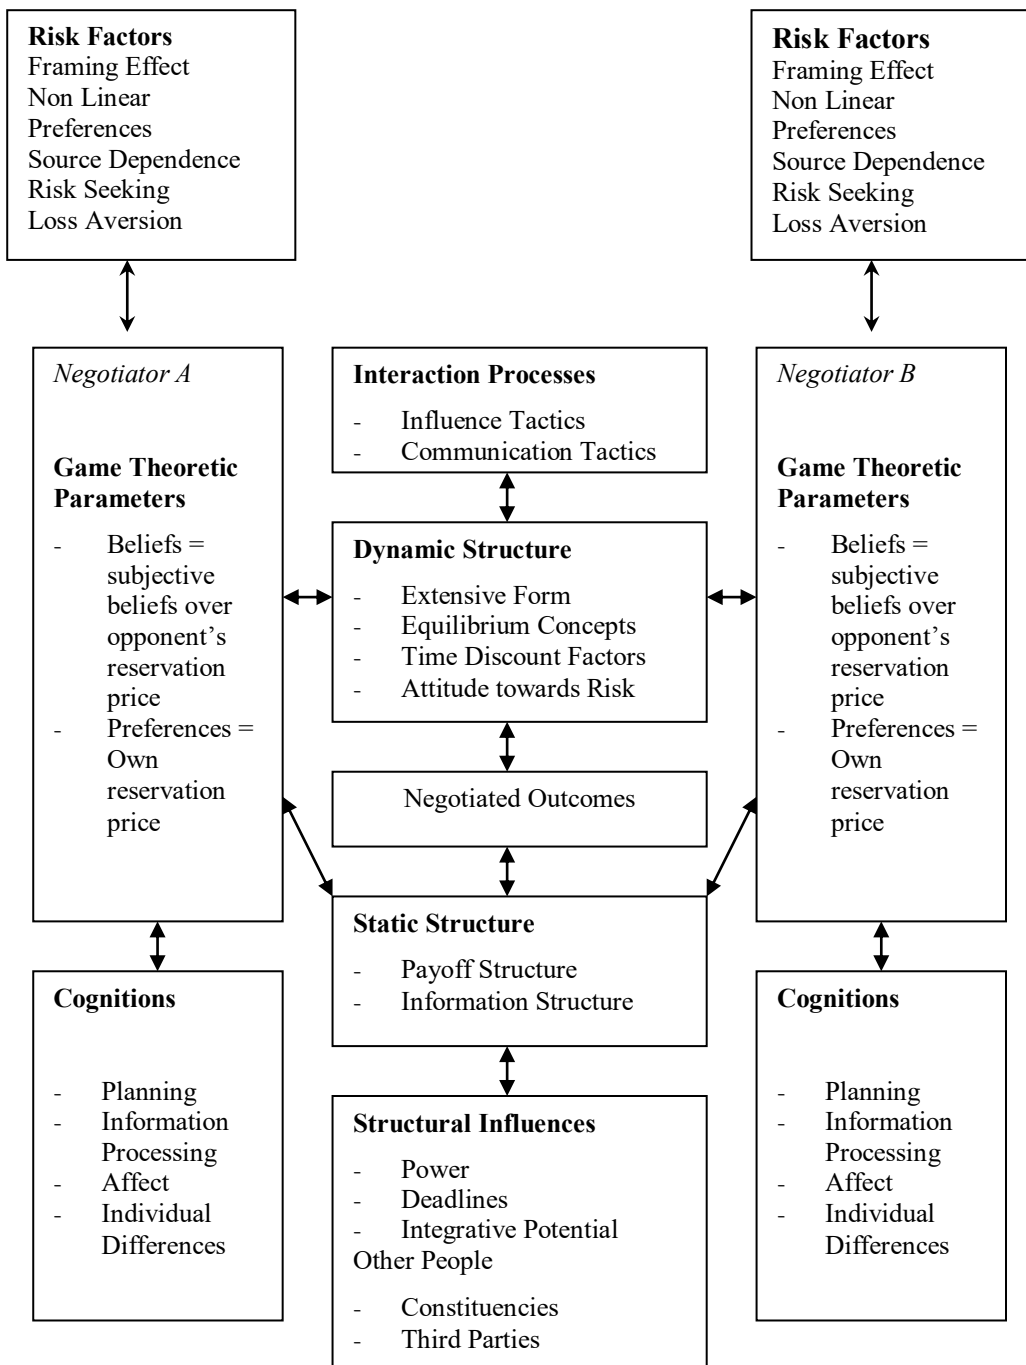 Risk Factors
Framing Effect
Non Linear
Preferences
Source Dependence
Risk Seeking
Loss Aversion
Risk Factors
Framing Effect
Non Linear
Preferences
Source Dependence
Risk Seeking
Loss Aversion
Negotiator A
Game Theoretic
Parameters
- Beliefs =
subjective
beliefs over
opponent’s
reservation
price
- Preferences =
Own
reservation
price
Interaction Processes
- Influence Tactics
- Communication Tactics
Dynamic Structure
- Extensive Form
- Equilibrium Concepts
- Time Discount Factors
- Attitude towards Risk
Negotiated Outcomes
Static Structure
- Payoff Structure
- Information Structure
Negotiator B
Game Theoretic
Parameters
- Beliefs =
subjective
beliefs over
opponent’s
reservation
price
- Preferences =
Own
reservation
price
Cognitions
- Planning
- Information
Processing
- Affect
- Individual
Differences
Structural Influences
- Power
- Deadlines
- Integrative Potential
Other People
- Constituencies
- Third Parties
Cognitions
- Planning
- Information
Processing
- Affect
- Individual
Differences